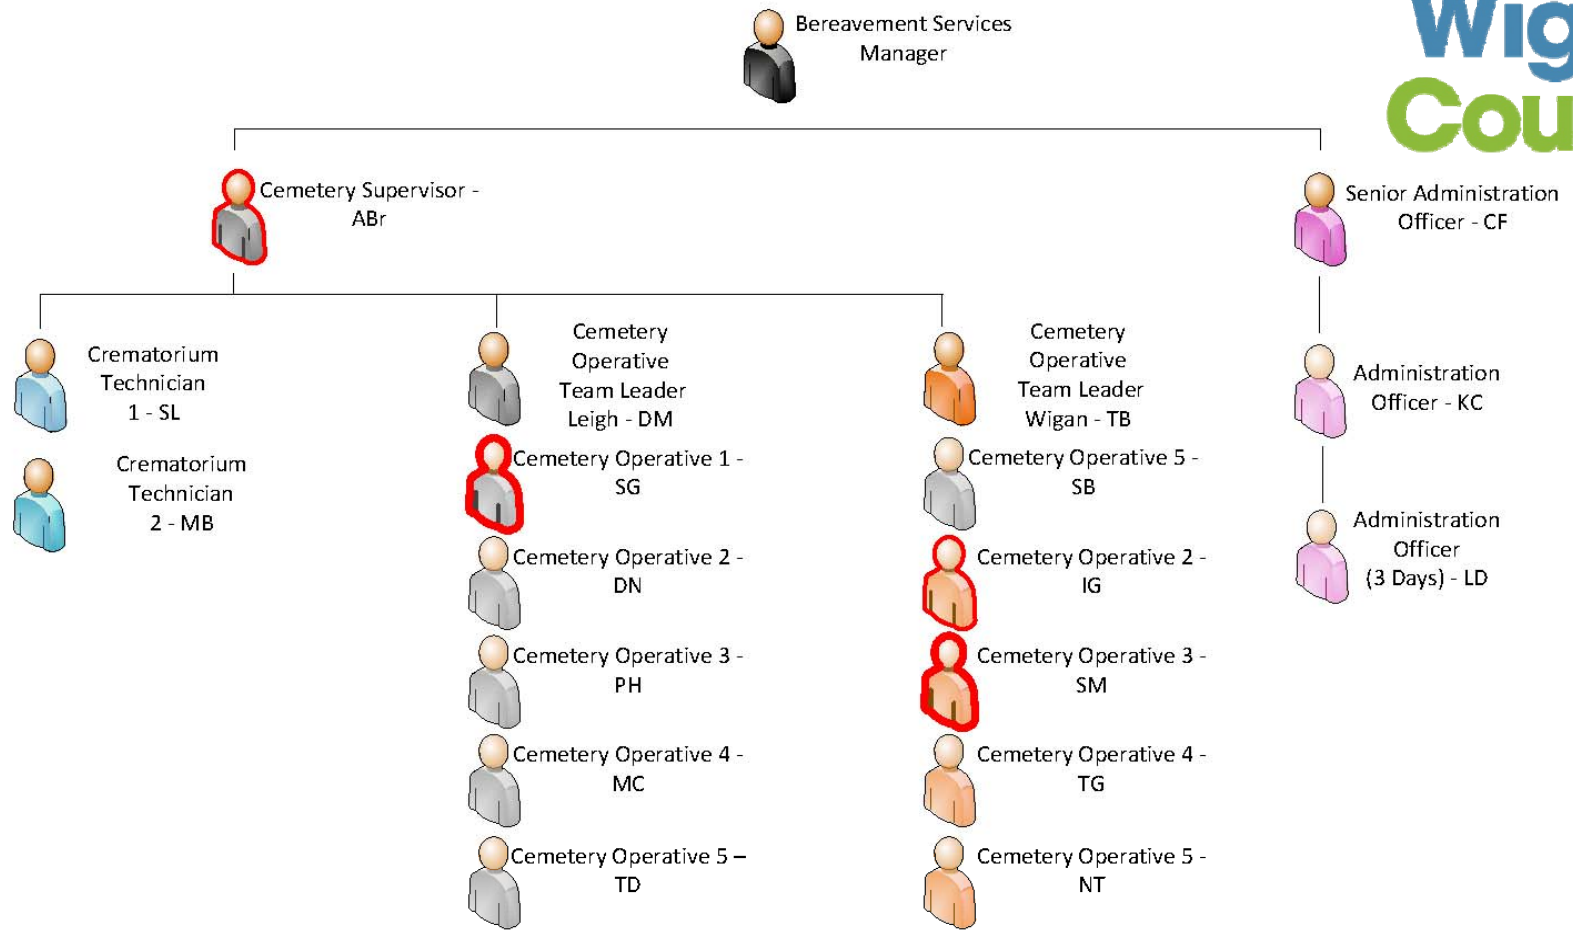 Bereavement Services
Manager
Wig
Cou
Cemetery Supervisor -
ABr
Senior Administration
Officer - CF
Crematorium
Technician
1 - SL
Crematorium
Technician
2 - MB
Cemetery
Operative
Team Leader
Leigh - DM
Cemetery Operative 1 -
SG
Cemetery Operative 2 -
DN
Cemetery Operative 3 -
PH
Cemetery Operative 4 -
MC
Cemetery Operative 5 –
TD
Cemetery
Operative
Team Leader
Wigan - TB
Cemetery Operative 5 -
SB
Cemetery Operative 2 -
IG
Cemetery Operative 3 -
SM
Cemetery Operative 4 -
TG
Cemetery Operative 5 -
NT
Administration
Officer - KC
Administration
Officer
(3 Days) - LD